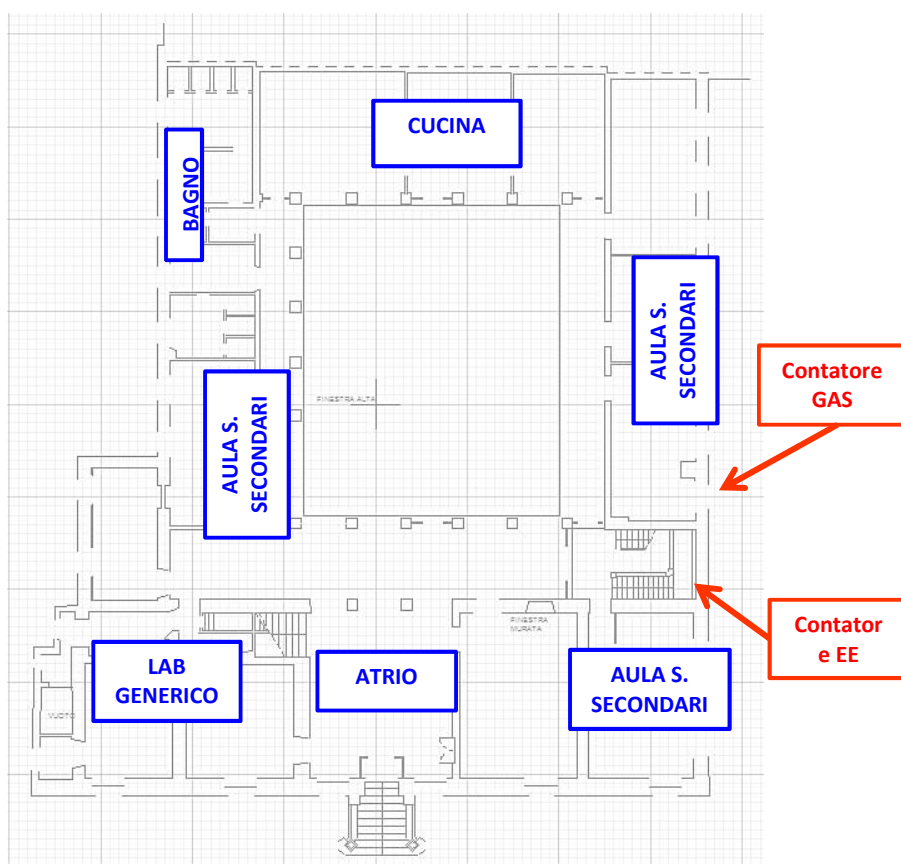 CUCINA
BAGNO
AULA S.
SECONDARI
Contatore
GAS
FINESTRA ALTA
AULA S.
SECONDARI
FINESTRA
MURATA
Contator
e EE
LAB
GENERICO
ATRIO
AULA S.
SECONDARI
VUOTO